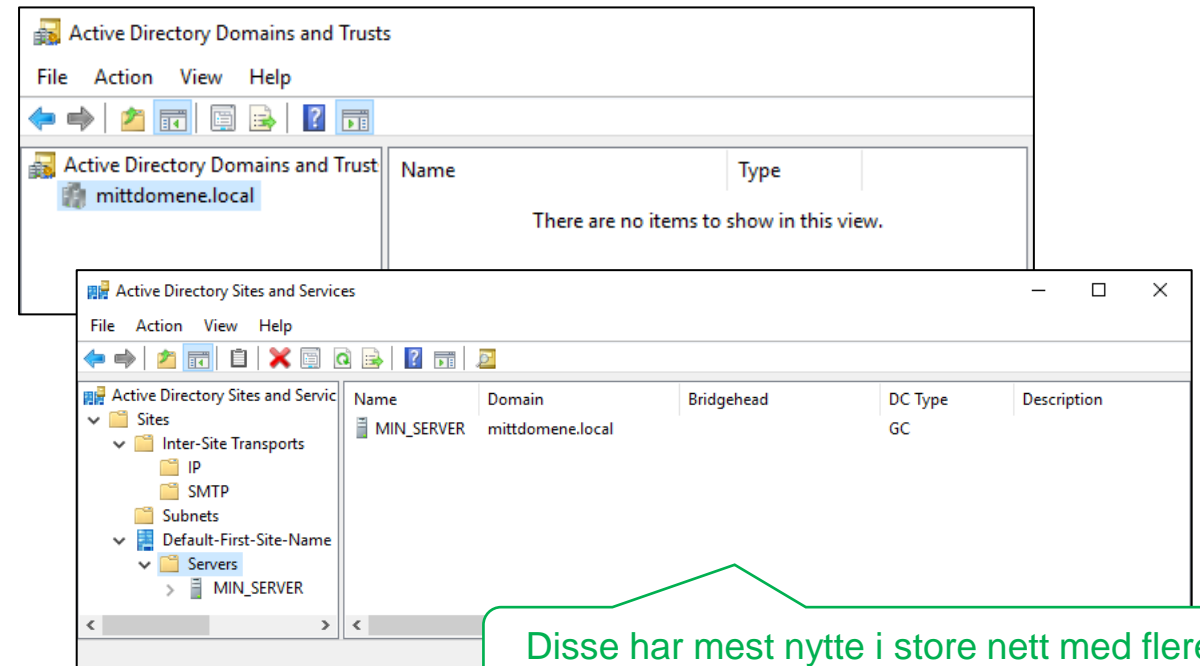 Active Directory Domains and Trusts
File Action View Help
Active Directory Domains and Trust
mittdomene.local
Name Type
There are no items to show in this view.
Active Directory Sites and Services
File Action View Help
Active Directory Sites and Servic
Sites
Inter-Site Transports
IP
SMTP
Subnets
Default-First-Site-Name
Servers
MIN_SERVER
Name Domain Bridgehead DC Type Description
MIN_SERVER mittdomene.local GC
Disse har mest nytte i store nett med flere